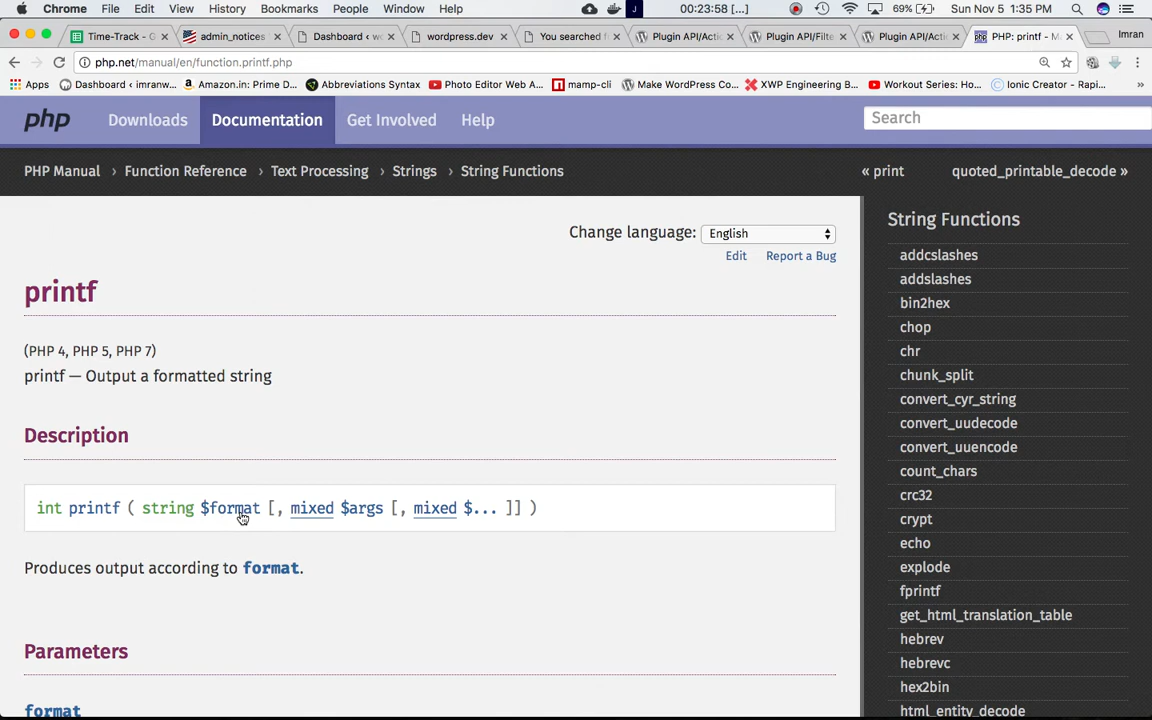 Chrome File Edit View History Bookmarks People Window Help J 00:23:58 [...] 69% Sun Nov 5 1:35 PM
Time-Track - G admin_notices Dashboard ‹ wo wordpress.dev You searched f Plugin API/Actio Plugin API/Filte Plugin API/Actio PHP: printf - M Imran
php.net/manual/en/function.printf.php
Apps Dashboard ‹ imranw... Amazon.in: Prime D... Abbreviations Syntax Photo Editor Web A... mamp-cli Make WordPress Co... XWP Engineering B... Workout Series: Ho... Ionic Creator - Rapi... »
php Downloads Documentation Get Involved Help Search
PHP Manual › Function Reference › Text Processing › Strings › String Functions « print quoted_printable_decode »
Change language: English
Edit Report a Bug
printf
(PHP 4, PHP 5, PHP 7)
printf — Output a formatted string
Description
int printf ( string $format [, mixed $args [, mixed $... ]] )
Produces output according to format.
Parameters
format
String Functions
addcslashes
addslashes
bin2hex
chop
chr
chunk_split
convert_cyr_string
convert_uudecode
convert_uuencode
count_chars
crc32
crypt
echo
explode
fprintf
get_html_translation_table
hebrev
hebrevc
hex2bin
html_entity_decode